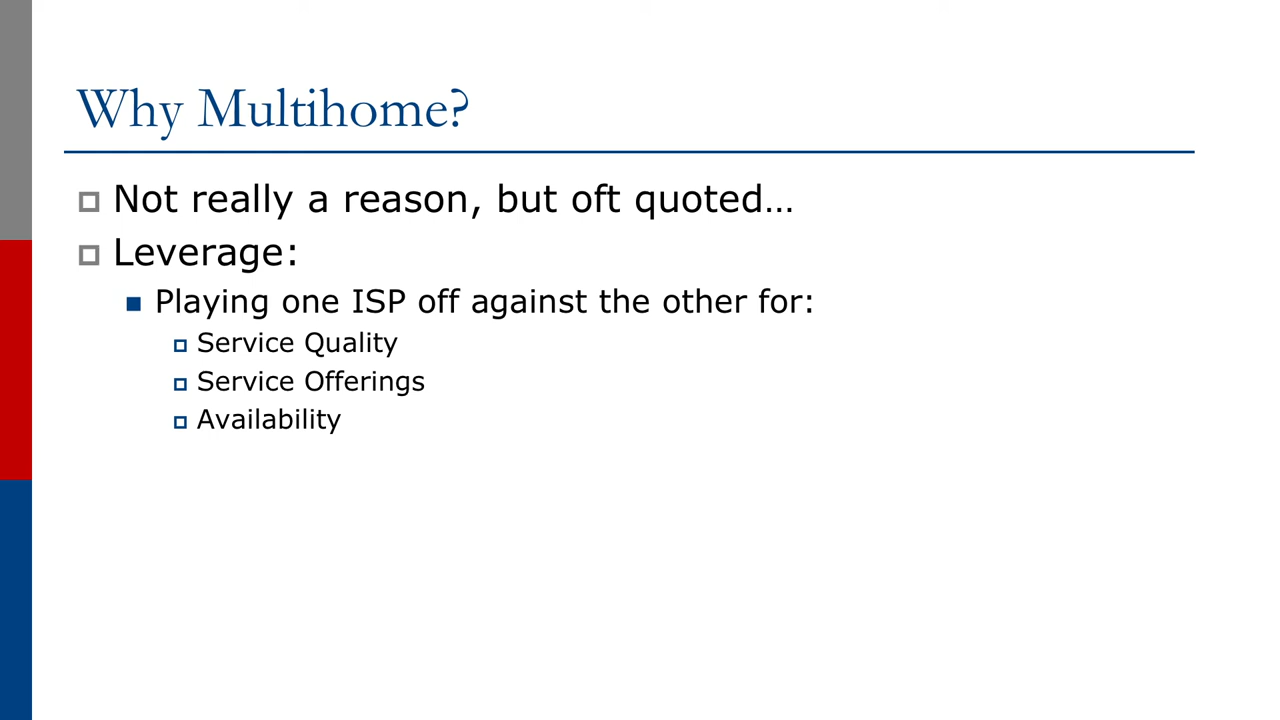 Why Multihome?
Not really a reason, but oft quoted…
Leverage:
Playing one ISP off against the other for:
Service Quality
Service Offerings
Availability